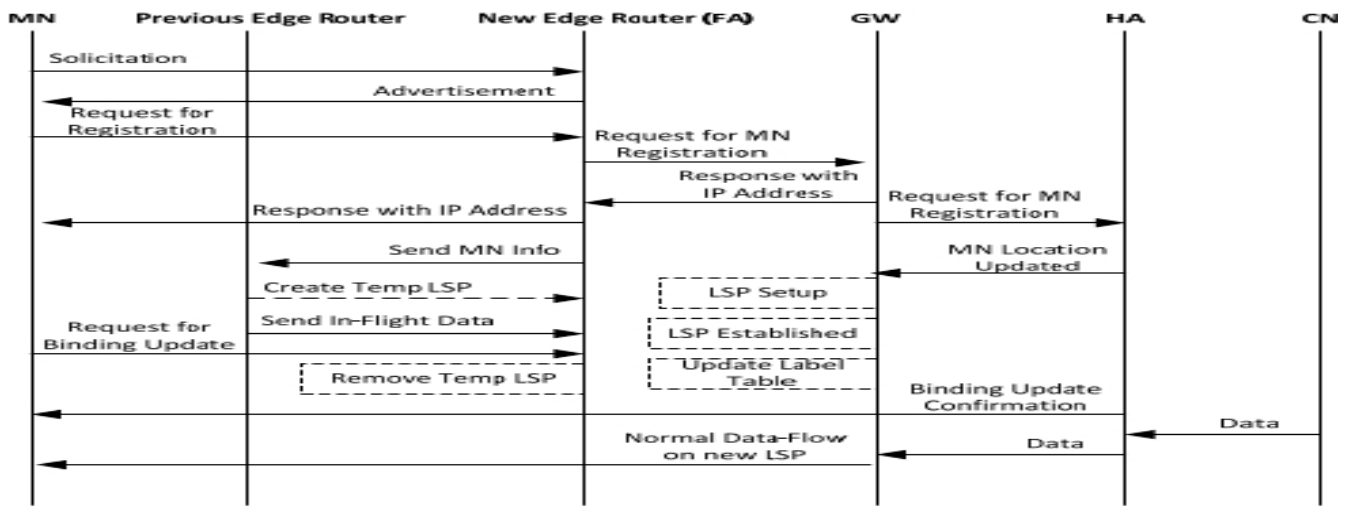 MN Previous Edge Router New Edge Router (FA) GW HA CN
Solicitation
Advertisement
Request for
Registration
Request for MN
Registration
Response with
IP Address
Request for MN
Registration
Response with IP Address
Send MN Info
MN Location
Updated
Create Temp LSP
LSP Setup
Send In-Flight Data
Request for
Binding Update
LSP Established
Remove Temp LSP
Update Label
Table
Binding Update
Confirmation
Data
Data
Normal Data-Flow
on new LSP